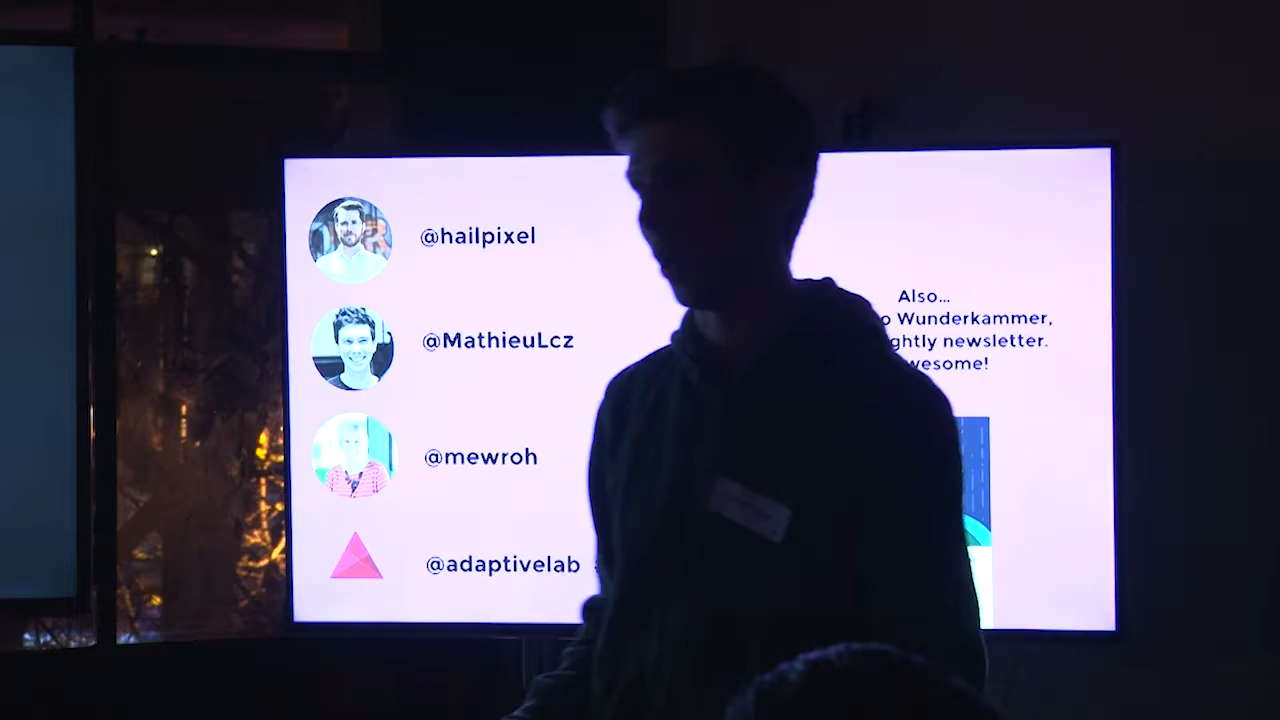 @hailpixel
@MathieuLcz
@mewroh
@adaptivelab
Also...
Wunderkammer,
newsletter.